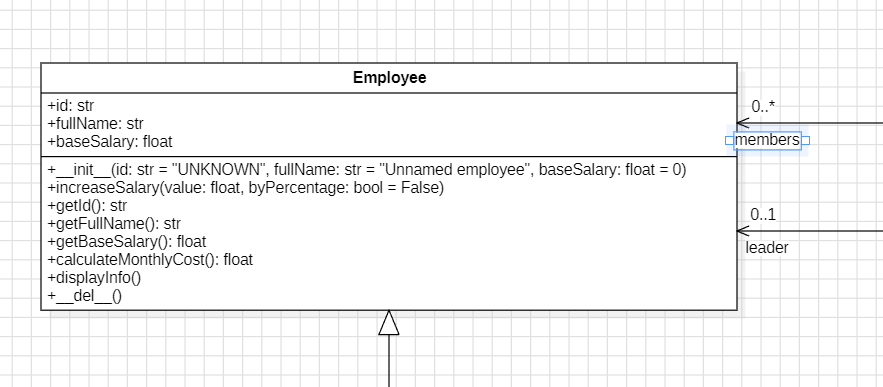 Employee
+id: str
+fullName: str
+baseSalary: float
+__init__(id: str = "UNKNOWN", fullName: str = "Unnamed employee", baseSalary: float = 0)
+increaseSalary(value: float, byPercentage: bool = False)
+getId(): str
+getFullName(): str
+getBaseSalary(): float
+calculateMonthlyCost(): float
+displayInfo()
+__del__()
0..*
members
0..1
leader